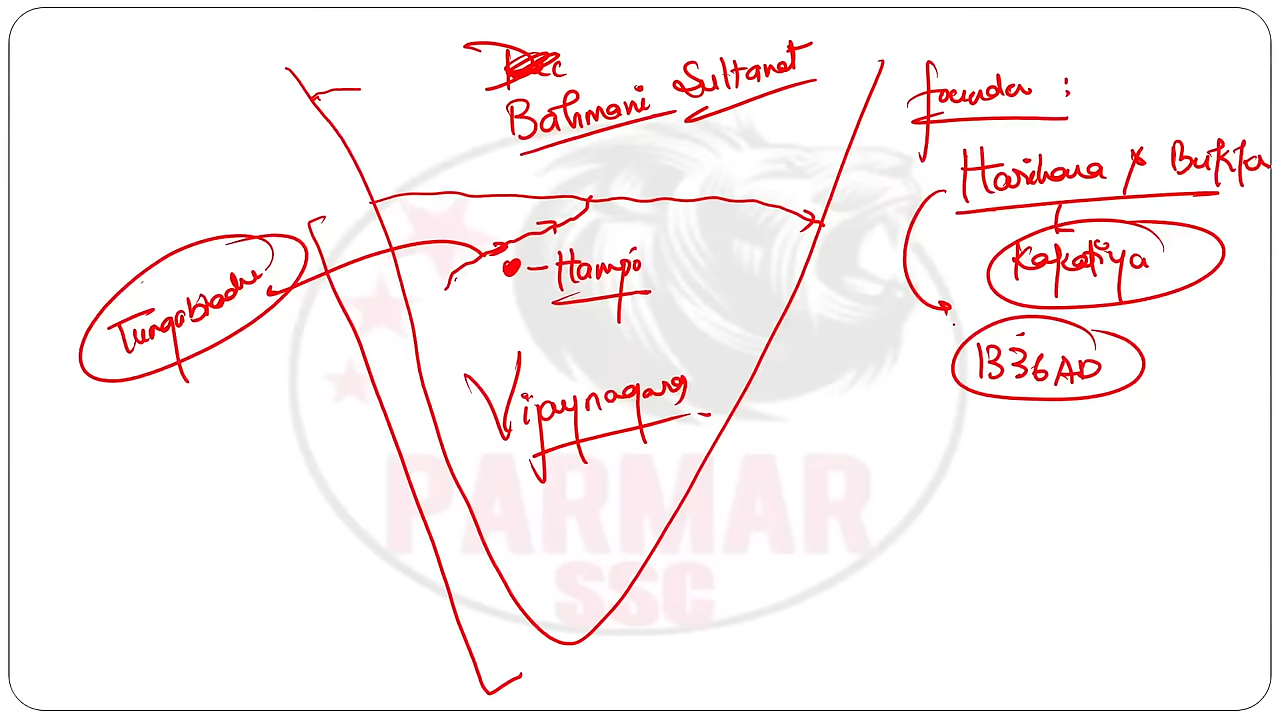 Bahmani Sultanat
founder :
Harihara & Bukka
Kakatiya
1336 AD
Tungabhadra
- Hampi
Vijaynagara
PARMAR
SSC